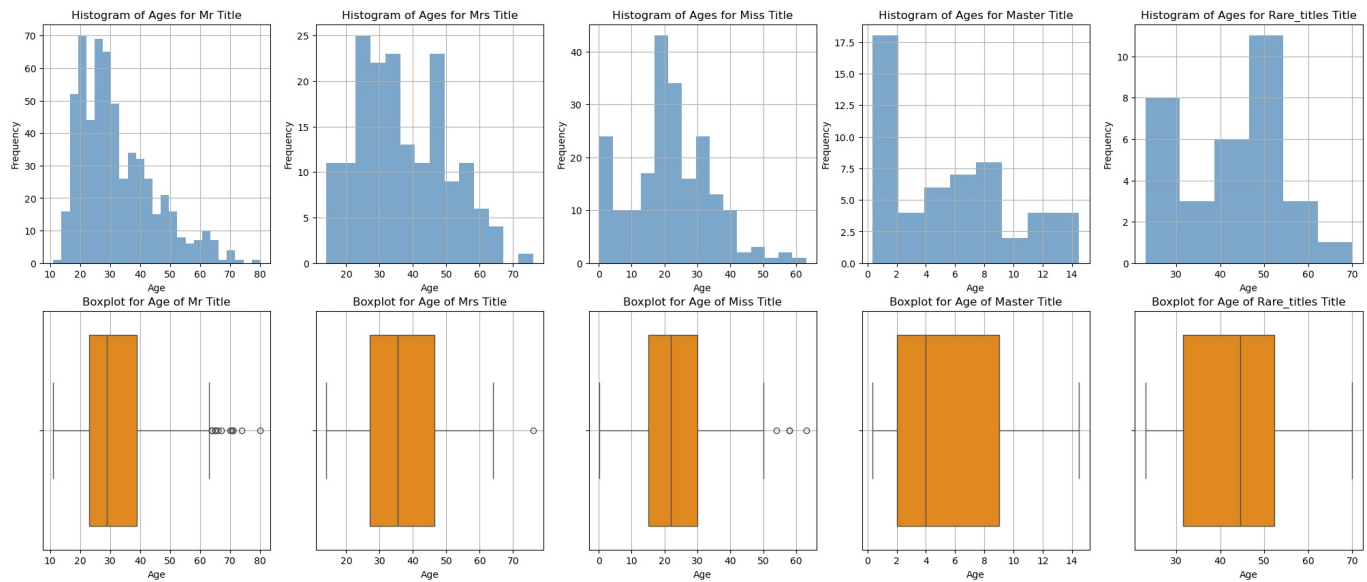 Histogram of Ages for Mr Title
Histogram of Ages for Mrs Title
Histogram of Ages for Miss Title
Histogram of Ages for Master Title
Histogram of Ages for Rare_titles Title
Frequency
70
60
50
40
30
20
10
0
10 20 30 40 50 60 70 80
Age
Frequency
25
20
15
10
5
0
20 30 40 50 60 70
Age
Frequency
40
30
20
10
0
0 10 20 30 40 50 60
Age
Frequency
17.5
15.0
12.5
10.0
7.5
5.0
2.5
0.0
0 2 4 6 8 10 12 14
Age
Frequency
10
8
6
4
2
0
30 40 50 60 70
Age
Boxplot for Age of Mr Title
Boxplot for Age of Mrs Title
Boxplot for Age of Miss Title
Boxplot for Age of Master Title
Boxplot for Age of Rare_titles Title
10 20 30 40 50 60 70 80
Age
20 30 40 50 60 70
Age
0 10 20 30 40 50 60
Age
0 2 4 6 8 10 12 14
Age
30 40 50 60 70
Age